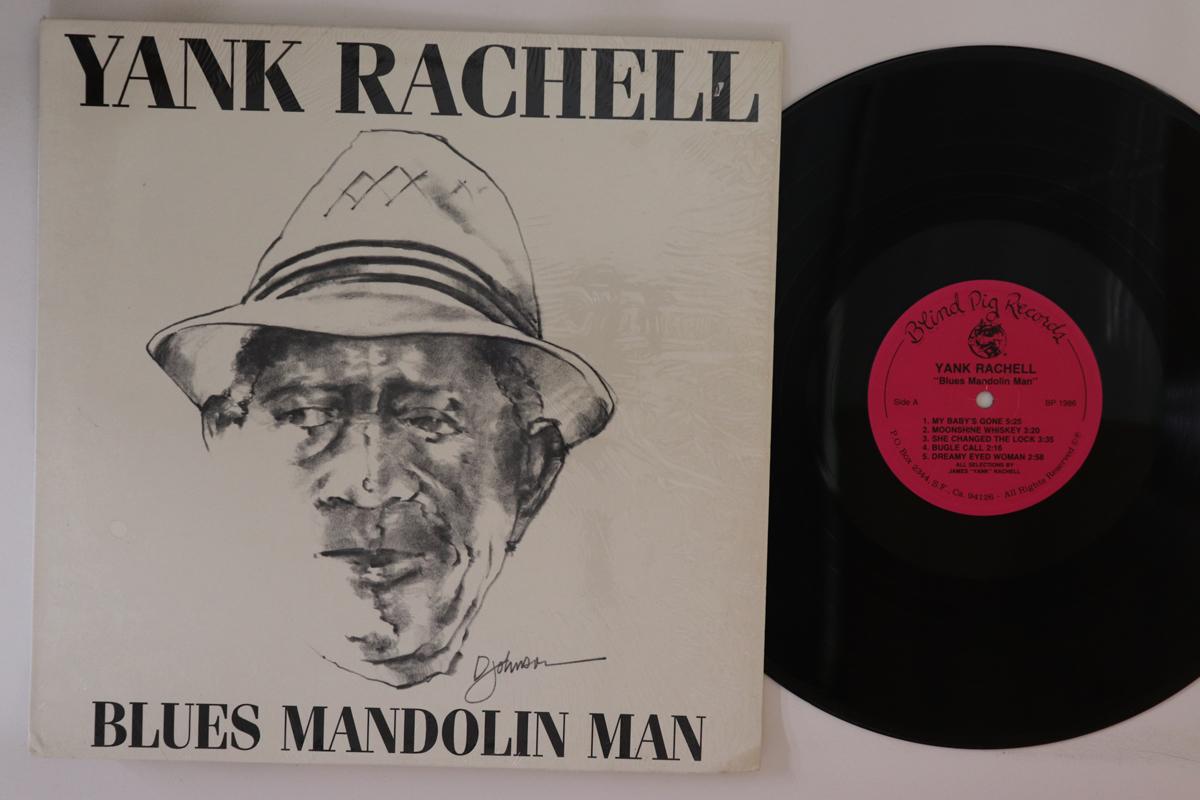 YANK RACHELL
DJohnson
BLUES MANDOLIN MAN
Blind Pig Records
YANK RACHELL
"Blues Mandolin Man"
Side A
BP 1986
1. MY BABY'S GONE 5:25
2. MOONSHINE WHISKEY 3:20
3. SHE CHANGED THE LOCK 3:35
4. BUGLE CALL 2:16
5. DREAMY EYED WOMAN 2:58
ALL SELECTIONS BY
JAMES "YANK" RACHELL
P.O. Box 2344, S.F., Ca. 94126 - All Rights Reserved ©℗